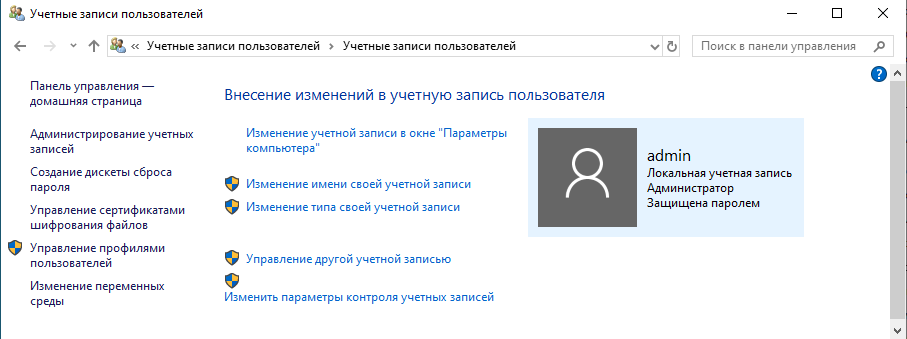 Учетные записи пользователей
« Учетные записи пользователей › Учетные записи пользователей
Поиск в панели управления
?
Панель управления —
домашняя страница
Администрирование учетных
записей
Создание дискеты сброса
пароля
Управление сертификатами
шифрования файлов
Управление профилями
пользователей
Изменение переменных
среды
Внесение изменений в учетную запись пользователя
Изменение учетной записи в окне "Параметры
компьютера"
Изменение имени своей учетной записи
Изменение типа своей учетной записи
Управление другой учетной записью
Изменить параметры контроля учетных записей
admin
Локальная учетная запись
Администратор
Защищена паролем